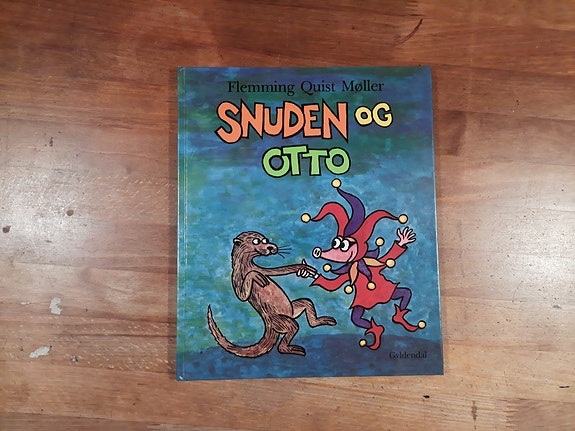 Flemming Quist Møller
SNUDEN OG
OTTO
Gyldendal